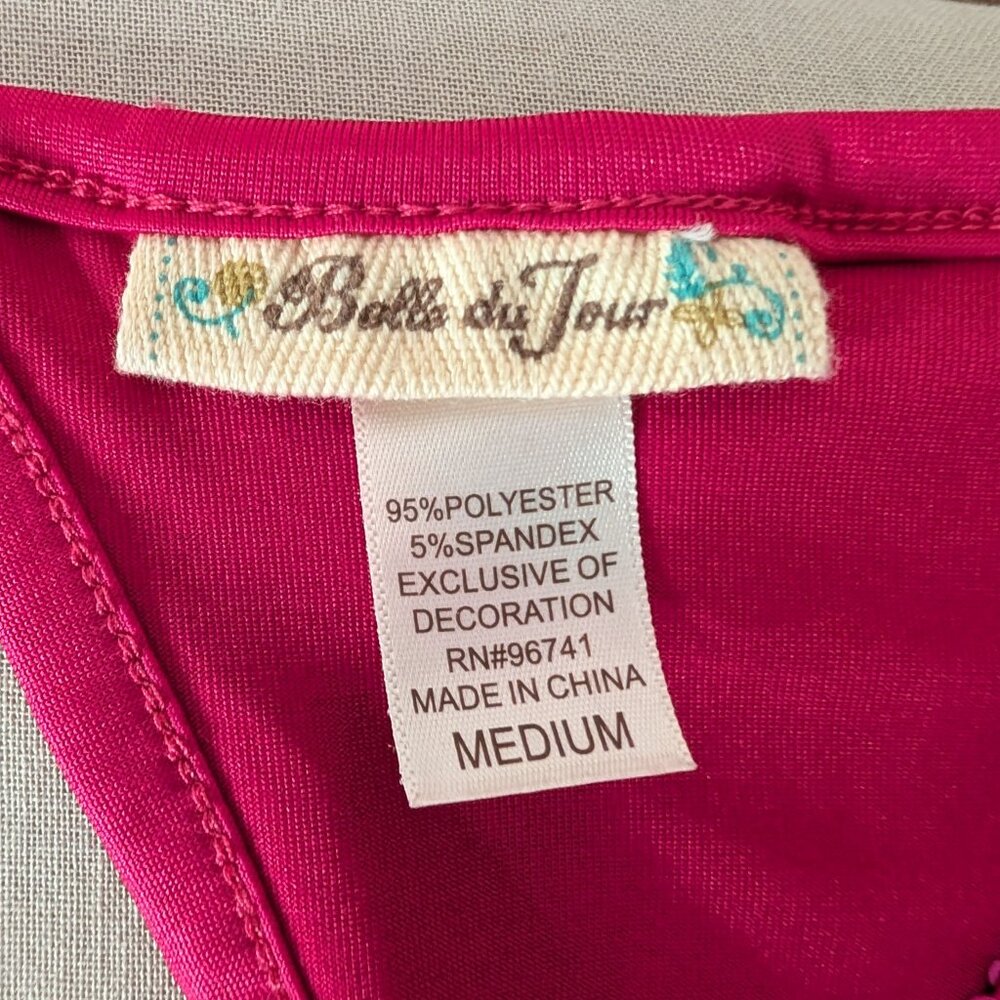 Belle du Jour
95%POLYESTER
5%SPANDEX
EXCLUSIVE OF
DECORATION
RN#96741
MADE IN CHINA
MEDIUM